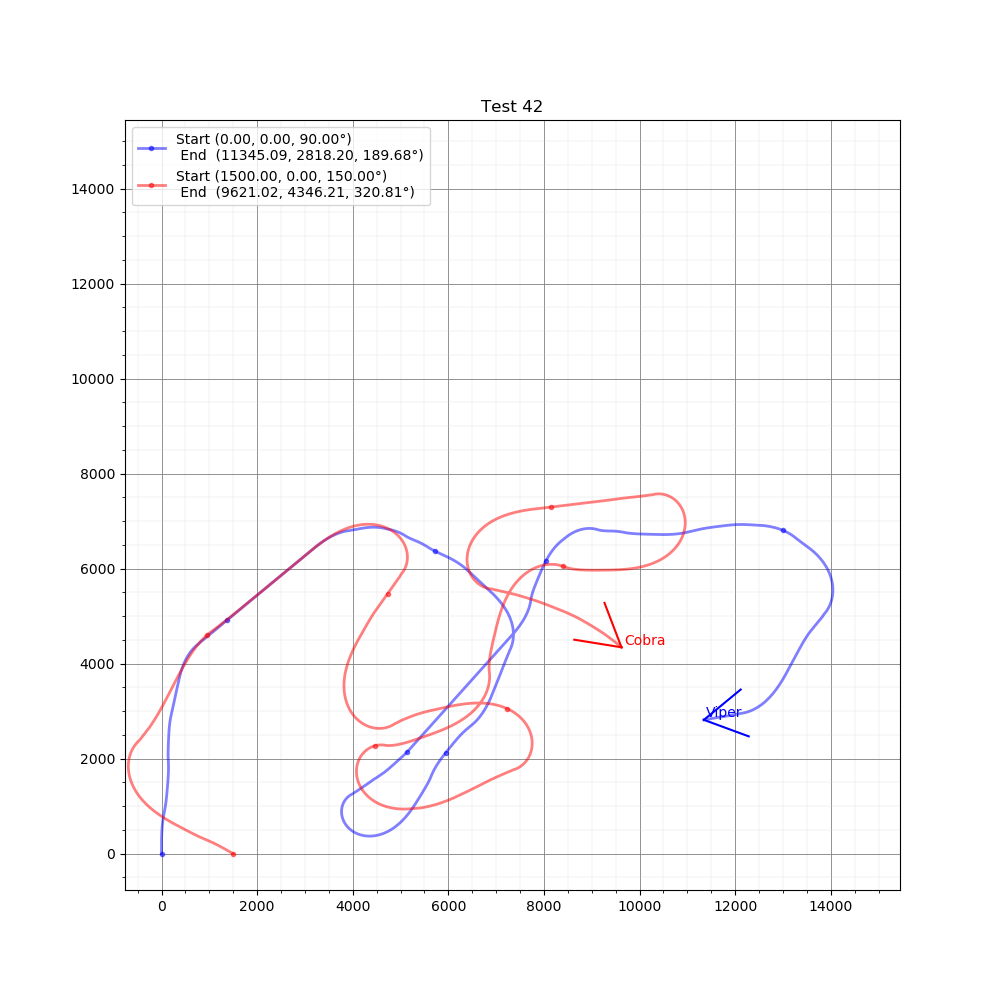 Test 42
Start (0.00, 0.00, 90.00°)
End (11345.09, 2818.20, 189.68°)
Start (1500.00, 0.00, 150.00°)
End (9621.02, 4346.21, 320.81°)
14000
12000
10000
8000
6000
4000
2000
0
Cobra
Viper
0 2000 4000 6000 8000 10000 12000 14000